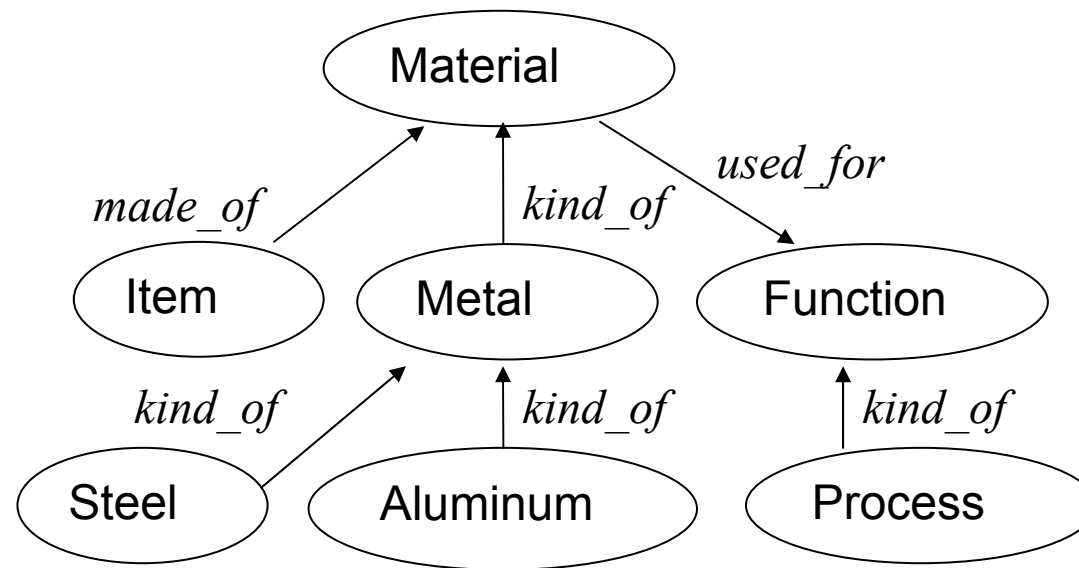 Material
used_for
made_of
kind_of
Item
Metal
Function
kind_of
kind_of
kind_of
Steel
Aluminum
Process